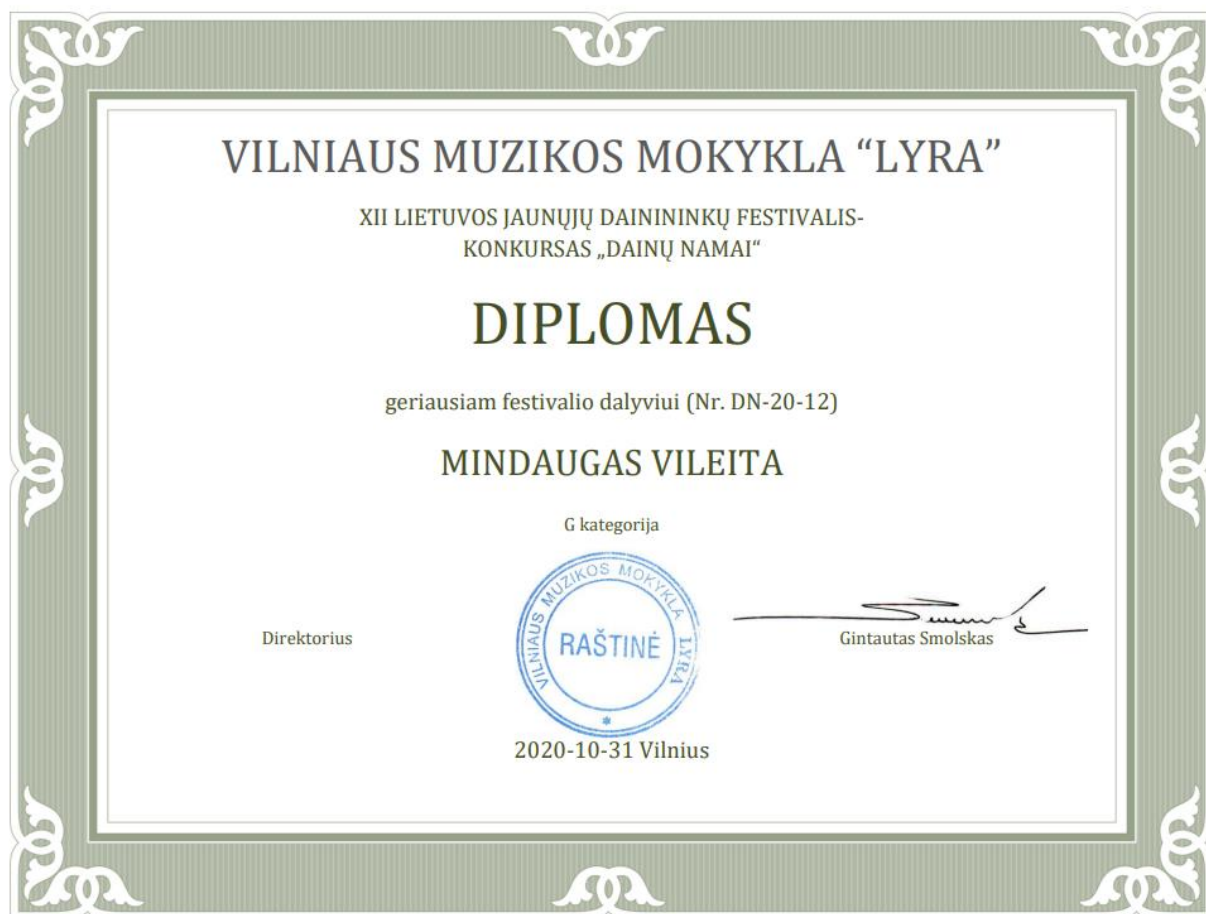 VILNIAUS MUZIKOS MOKYKLA “LYRA”
XII LIETUVOS JAUNŲJŲ DAINININKŲ FESTIVALIS-
KONKURSAS „DAINŲ NAMAI“
DIPLOMAS
geriausiam festivalio dalyviui (Nr. DN-20-12)
MINDAUGAS VILEITA
G kategorija
VILNIAUS MUZIKOS MOKYKLA LYRA
RAŠTINĖ
Direktorius
Gintautas Smolskas
2020-10-31 Vilnius